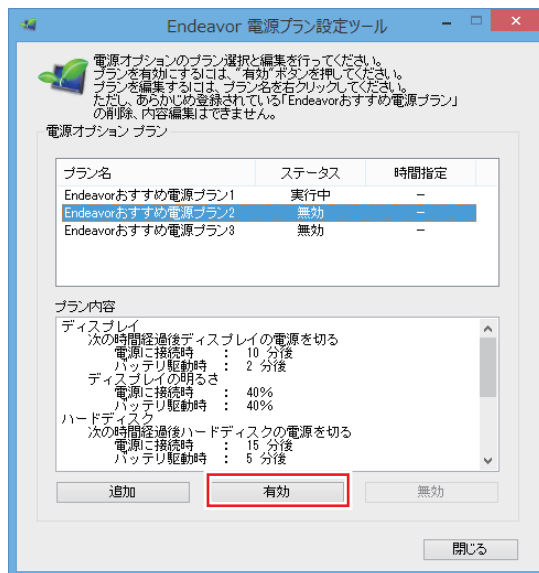 Endeavor 電源プラン設定ツール
電源オプションのプラン選択と編集を行ってください。
プランを有効にするには、"有効"ボタンを押してください。
プランを編集するには、プラン名を右クリックしてください。
ただし、あらかじめ登録されている「Endeavorおすすめ電源プラン」
の削除、内容編集はできません。
電源オプション プラン
プラン名 ステータス 時間指定
Endeavorおすすめ電源プラン1 実行中 －
Endeavorおすすめ電源プラン2 無効 －
Endeavorおすすめ電源プラン3 無効 －
プラン内容
ディスプレイ
次の時間経過後ディスプレイの電源を切る
電源に接続時 : 10 分後
バッテリ駆動時 : 2 分後
ディスプレイの明るさ
電源に接続時 : 40%
バッテリ駆動時 : 40%
ハードディスク
次の時間経過後ハードディスクの電源を切る
電源に接続時 : 15 分後
バッテリ駆動時 : 5 分後
追加 有効 無効
閉じる